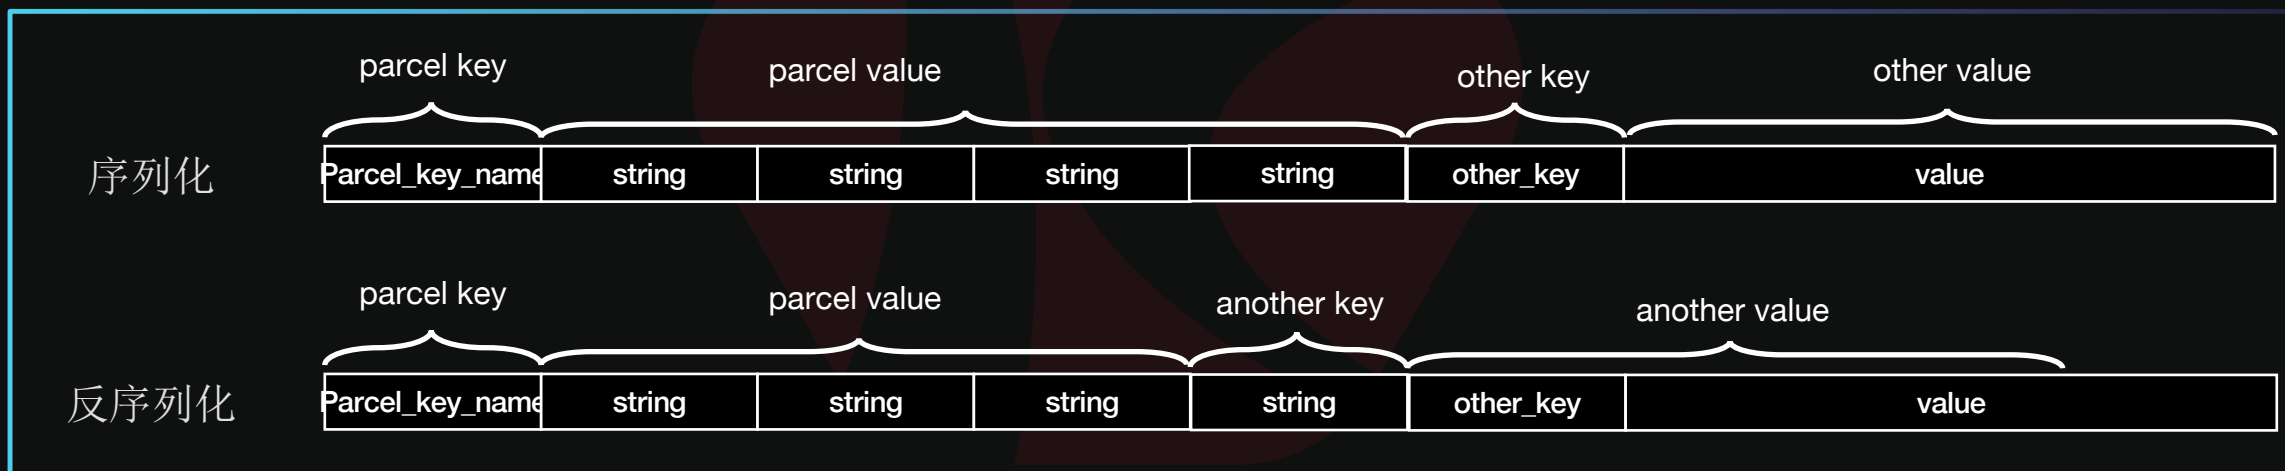 parcel key
parcel value
other key
other value
序列化
Parcel_key_name
string
string
string
string
other_key
value
parcel key
parcel value
another key
another value
反序列化
Parcel_key_name
string
string
string
string
other_key
value